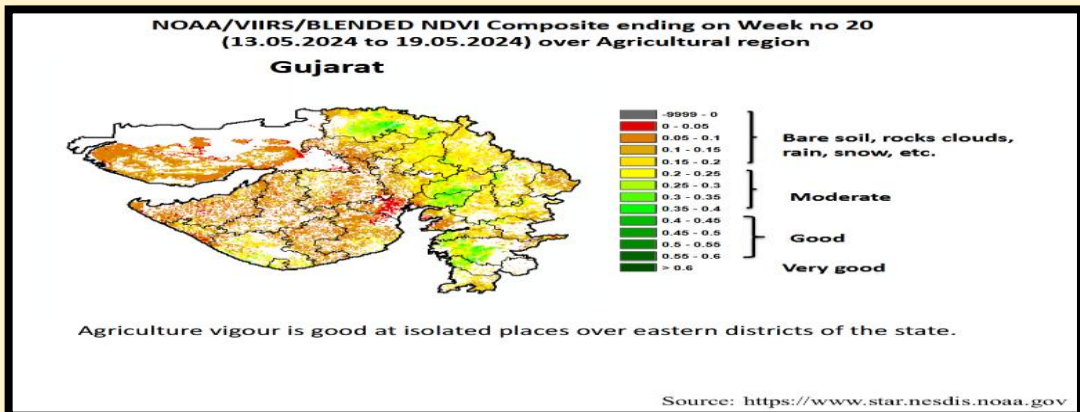 NOAA/VIIRS/BLENDED NDVI Composite ending on Week no 20
(13.05.2024 to 19.05.2024) over Agricultural region
Gujarat
-9999 - 0
0 - 0.05
0.05 - 0.1
0.1 - 0.15
0.15 - 0.2
0.2 - 0.25
0.25 - 0.3
0.3 - 0.35
0.35 - 0.4
0.4 - 0.45
0.45 - 0.5
0.5 - 0.55
0.55 - 0.6
> 0.6
Bare soil, rocks clouds,
rain, snow, etc.
Moderate
Good
Very good
Agriculture vigour is good at isolated places over eastern districts of the state.
Source: https://www.star.nesdis.noaa.gov